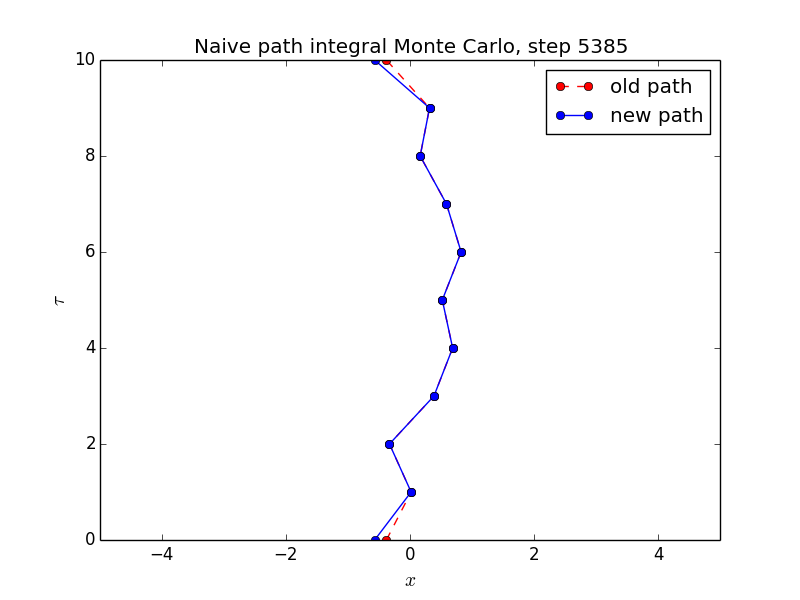 Naive path integral Monte Carlo, step 5385
old path
new path
10
8
6
4
2
0
τ
−4 −2 0 2 4
x